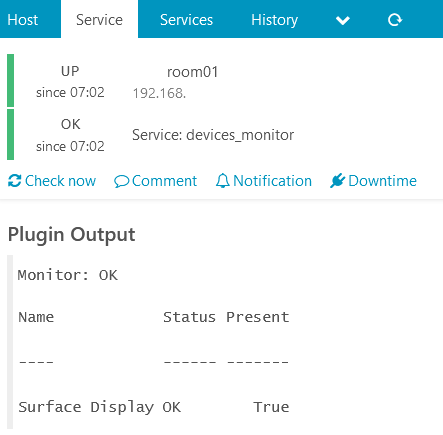 Host Service Services History
UP room01
since 07:02 192.168.
OK
since 07:02 Service: devices_monitor
Check now Comment Notification Downtime
Plugin Output
Monitor: OK
Name Status Present
---- ------ -------
Surface Display OK True